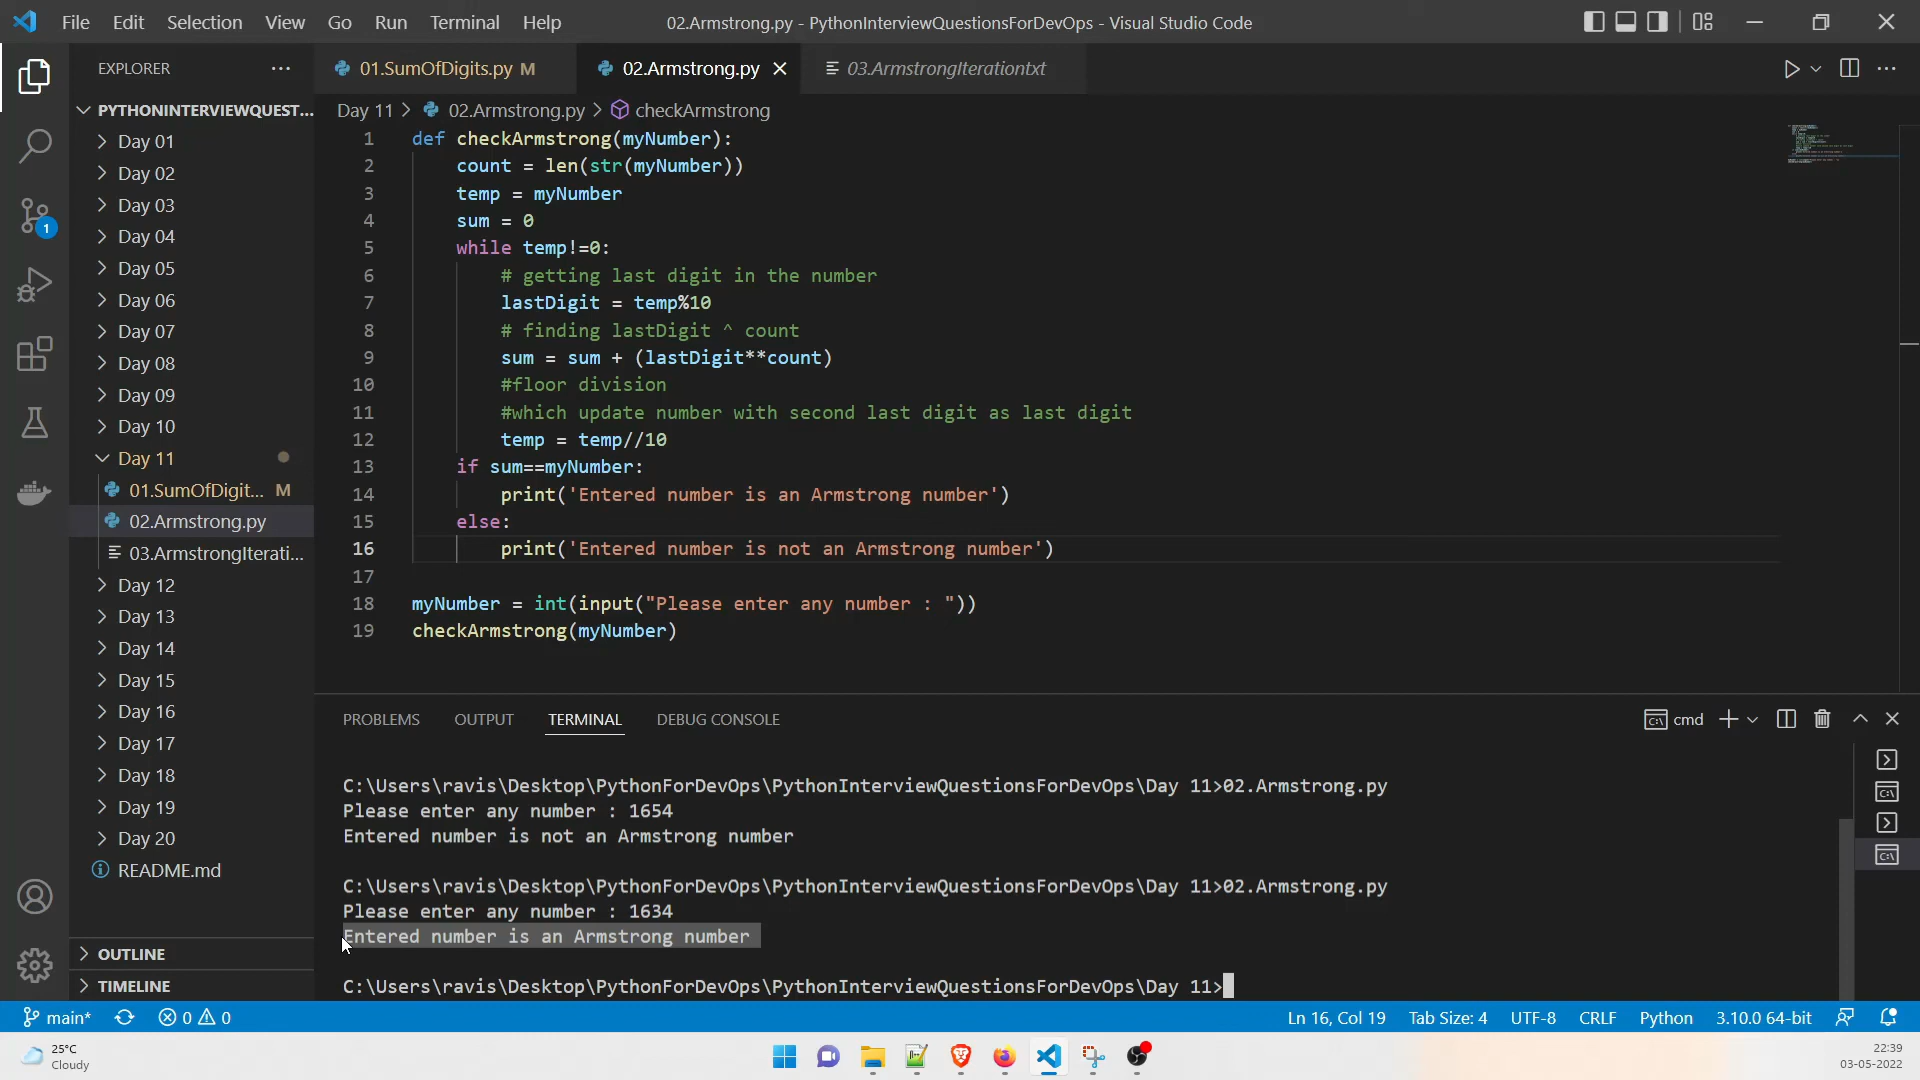 File Edit Selection View Go Run Terminal Help
02.Armstrong.py - PythonInterviewQuestionsForDevOps - Visual Studio Code
EXPLORER
PYTHONINTERVIEWQUEST...
Day 01
Day 02
Day 03
Day 04
Day 05
Day 06
Day 07
Day 08
Day 09
Day 10
Day 11
01.SumOfDigit... M
02.Armstrong.py
03.ArmstrongIterati...
Day 12
Day 13
Day 14
Day 15
Day 16
Day 17
Day 18
Day 19
Day 20
README.md
OUTLINE
TIMELINE
1
01.SumOfDigits.py M
02.Armstrong.py
03.ArmstrongIterationtxt
Day 11 > 02.Armstrong.py > checkArmstrong
1 def checkArmstrong(myNumber):
2 count = len(str(myNumber))
3 temp = myNumber
4 sum = 0
5 while temp!=0:
6 # getting last digit in the number
7 lastDigit = temp%10
8 # finding lastDigit ^ count
9 sum = sum + (lastDigit**count)
10 #floor division
11 #which update number with second last digit as last digit
12 temp = temp//10
13 if sum==myNumber:
14 print('Entered number is an Armstrong number')
15 else:
16 print('Entered number is not an Armstrong number')
17
18 myNumber = int(input("Please enter any number : "))
19 checkArmstrong(myNumber)
PROBLEMS OUTPUT TERMINAL DEBUG CONSOLE
cmd
C:\Users\ravis\Desktop\PythonForDevOps\PythonInterviewQuestionsForDevOps\Day 11>02.Armstrong.py
Please enter any number : 1654
Entered number is not an Armstrong number
C:\Users\ravis\Desktop\PythonForDevOps\PythonInterviewQuestionsForDevOps\Day 11>02.Armstrong.py
Please enter any number : 1634
Entered number is an Armstrong number
C:\Users\ravis\Desktop\PythonForDevOps\PythonInterviewQuestionsForDevOps\Day 11>
main* 0 0
Ln 16, Col 19 Tab Size: 4 UTF-8 CRLF Python 3.10.0 64-bit
25°C
Cloudy
22:39
03-05-2022